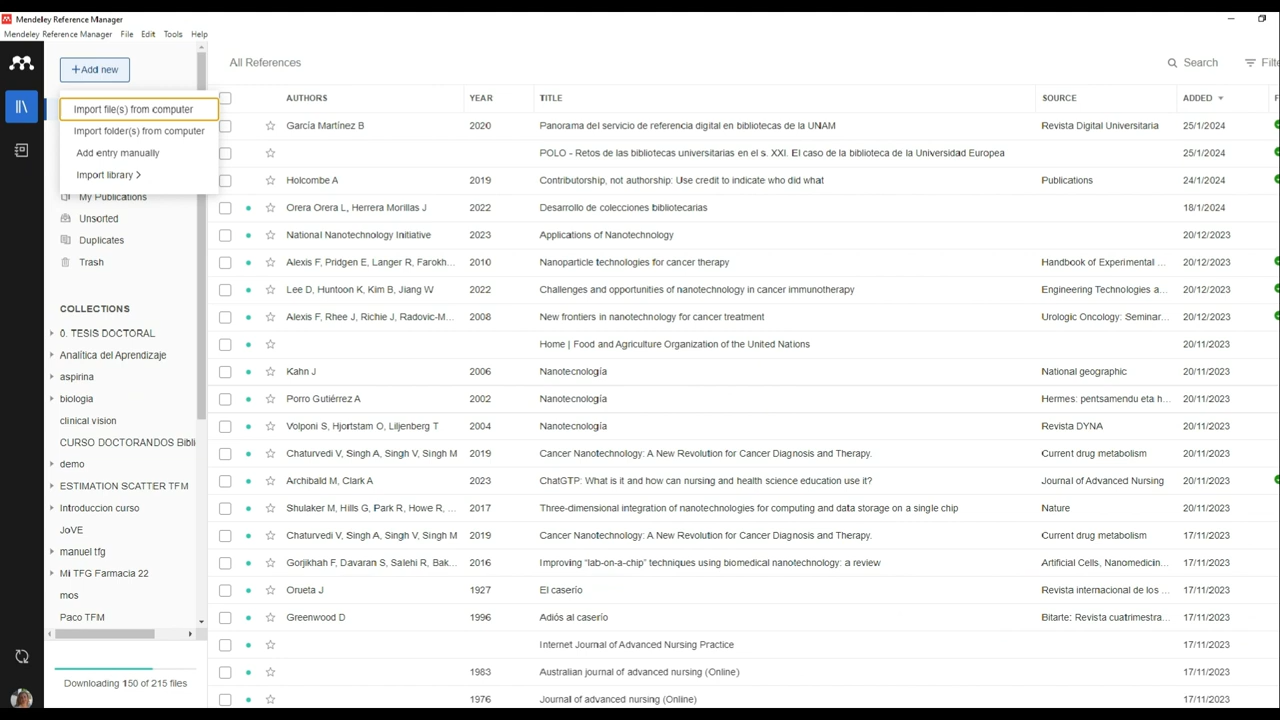 Mendeley Reference Manager
Mendeley Reference Manager File Edit Tools Help
+Add new
Import file(s) from computer
Import folder(s) from computer
Add entry manually
Import library
My Publications
Unsorted
Duplicates
Trash
COLLECTIONS
0. TESIS DOCTORAL
Analítica del Aprendizaje
aspirina
biologia
clinical vision
CURSO DOCTORANDOS Bibli
demo
ESTIMATION SCATTER TFM
Introduccion curso
JoVE
manuel tfg
Mi TFG Farmacia 22
mos
Paco TFM
Downloading 150 of 215 files
All References
Search
Filte
AUTHORS YEAR TITLE SOURCE ADDED F
García Martínez B 2020 Panorama del servicio de referencia digital en bibliotecas de la UNAM Revista Digital Universitaria 25/1/2024
POLO - Retos de las bibliotecas universitarias en el s. XXI. El caso de la biblioteca de la Universidad Europea 25/1/2024
Holcombe A 2019 Contributorship, not authorship: Use credit to indicate who did what Publications 24/1/2024
Orera Orera L, Herrera Morillas J 2022 Desarrollo de colecciones bibliotecarias 18/1/2024
National Nanotechnology Initiative 2023 Applications of Nanotechnology 20/12/2023
Alexis F, Pridgen E, Langer R, Farokh... 2010 Nanoparticle technologies for cancer therapy Handbook of Experimental ... 20/12/2023
Lee D, Huntoon K, Kim B, Jiang W 2022 Challenges and opportunities of nanotechnology in cancer immunotherapy Engineering Technologies a... 20/12/2023
Alexis F, Rhee J, Richie J, Radovic-M... 2008 New frontiers in nanotechnology for cancer treatment Urologic Oncology: Seminar... 20/12/2023
Home | Food and Agriculture Organization of the United Nations 20/11/2023
Kahn J 2006 Nanotecnología National geographic 20/11/2023
Porro Gutiérrez A 2002 Nanotecnología Hermes: pentsamendu eta h... 20/11/2023
Volponi S, Hjortstam O, Liljenberg T 2004 Nanotecnología Revista DYNA 20/11/2023
Chaturvedi V, Singh A, Singh V, Singh M 2019 Cancer Nanotechnology: A New Revolution for Cancer Diagnosis and Therapy. Current drug metabolism 20/11/2023
Archibald M, Clark A 2023 ChatGTP: What is it and how can nursing and health science education use it? Journal of Advanced Nursing 20/11/2023
Shulaker M, Hills G, Park R, Howe R, ... 2017 Three-dimensional integration of nanotechnologies for computing and data storage on a single chip Nature 20/11/2023
Chaturvedi V, Singh A, Singh V, Singh M 2019 Cancer Nanotechnology: A New Revolution for Cancer Diagnosis and Therapy. Current drug metabolism 17/11/2023
Gorjikhah F, Davaran S, Salehi R, Bak... 2016 Improving “lab-on-a-chip” techniques using biomedical nanotechnology: a review Artificial Cells, Nanomedicin... 17/11/2023
Orueta J 1927 El caserío Revista internacional de los ... 17/11/2023
Greenwood D 1996 Adiós al caserío Bitarte: Revista cuatrimestra... 17/11/2023
Internet Journal of Advanced Nursing Practice 17/11/2023
1983 Australian journal of advanced nursing (Online) 17/11/2023
1976 Journal of advanced nursing (Online) 17/11/2023